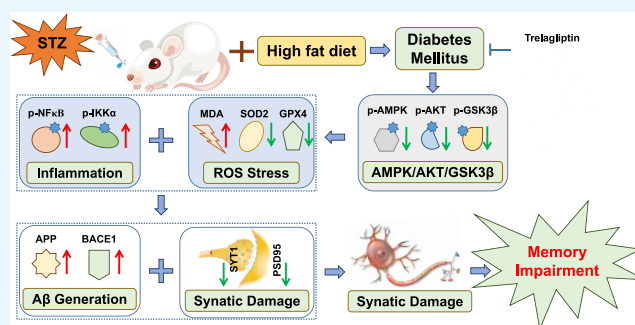 STZ
High fat diet
Diabetes
Mellitus
Trelagliptin
p-NFκB
p-IKKα
Inflammation
MDA
SOD2
GPX4
ROS Stress
p-AMPK
p-AKT
p-GSK3β
AMPK/AKT/GSK3β
APP
BACE1
Aβ Generation
SYT1
PSD95
Synatic Damage
Synatic Damage
Memory
Impairment